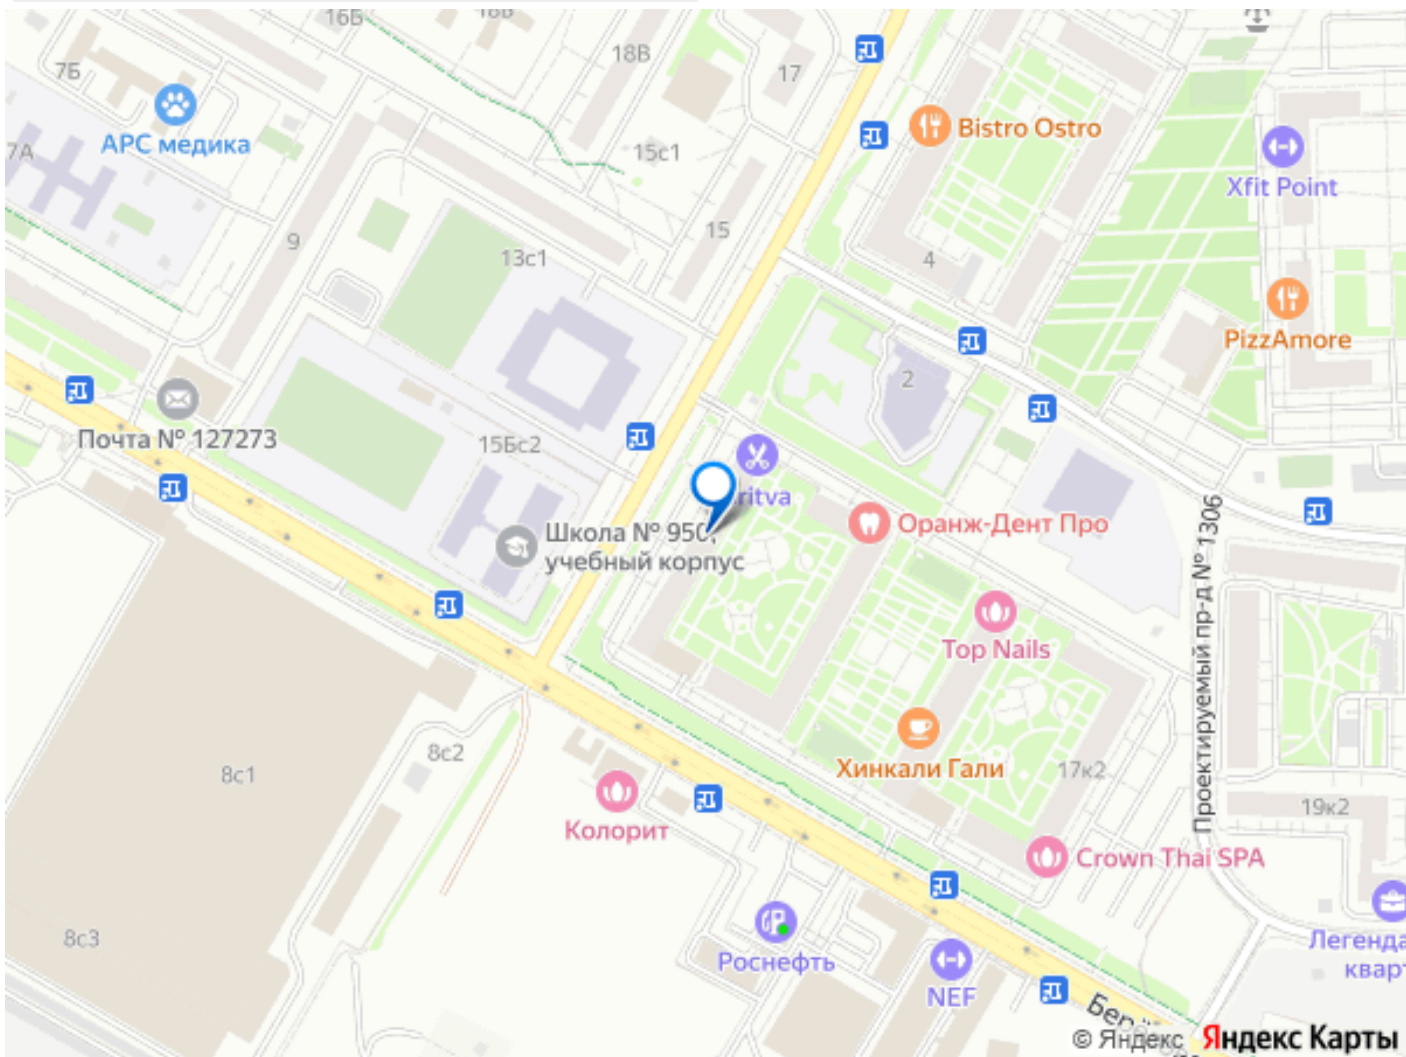 16Б
16в
18В
17
7Б
АРС медика
7А
15с1
Bistro Ostro
Xfit Point
15
9
13с1
4
PizzAmore
2
Почта № 127273
15Бс2
Школа № 950,
учебный корпус
Оранж-Дент Про
Проектируемый пр-д № 1306
Top Nails
8с2
8с1
Хинкали Гали
17к2
19к2
Колорит
Crown Thai SPA
8с3
Роснефть
NEF
© Яндекс Яндекс Карты